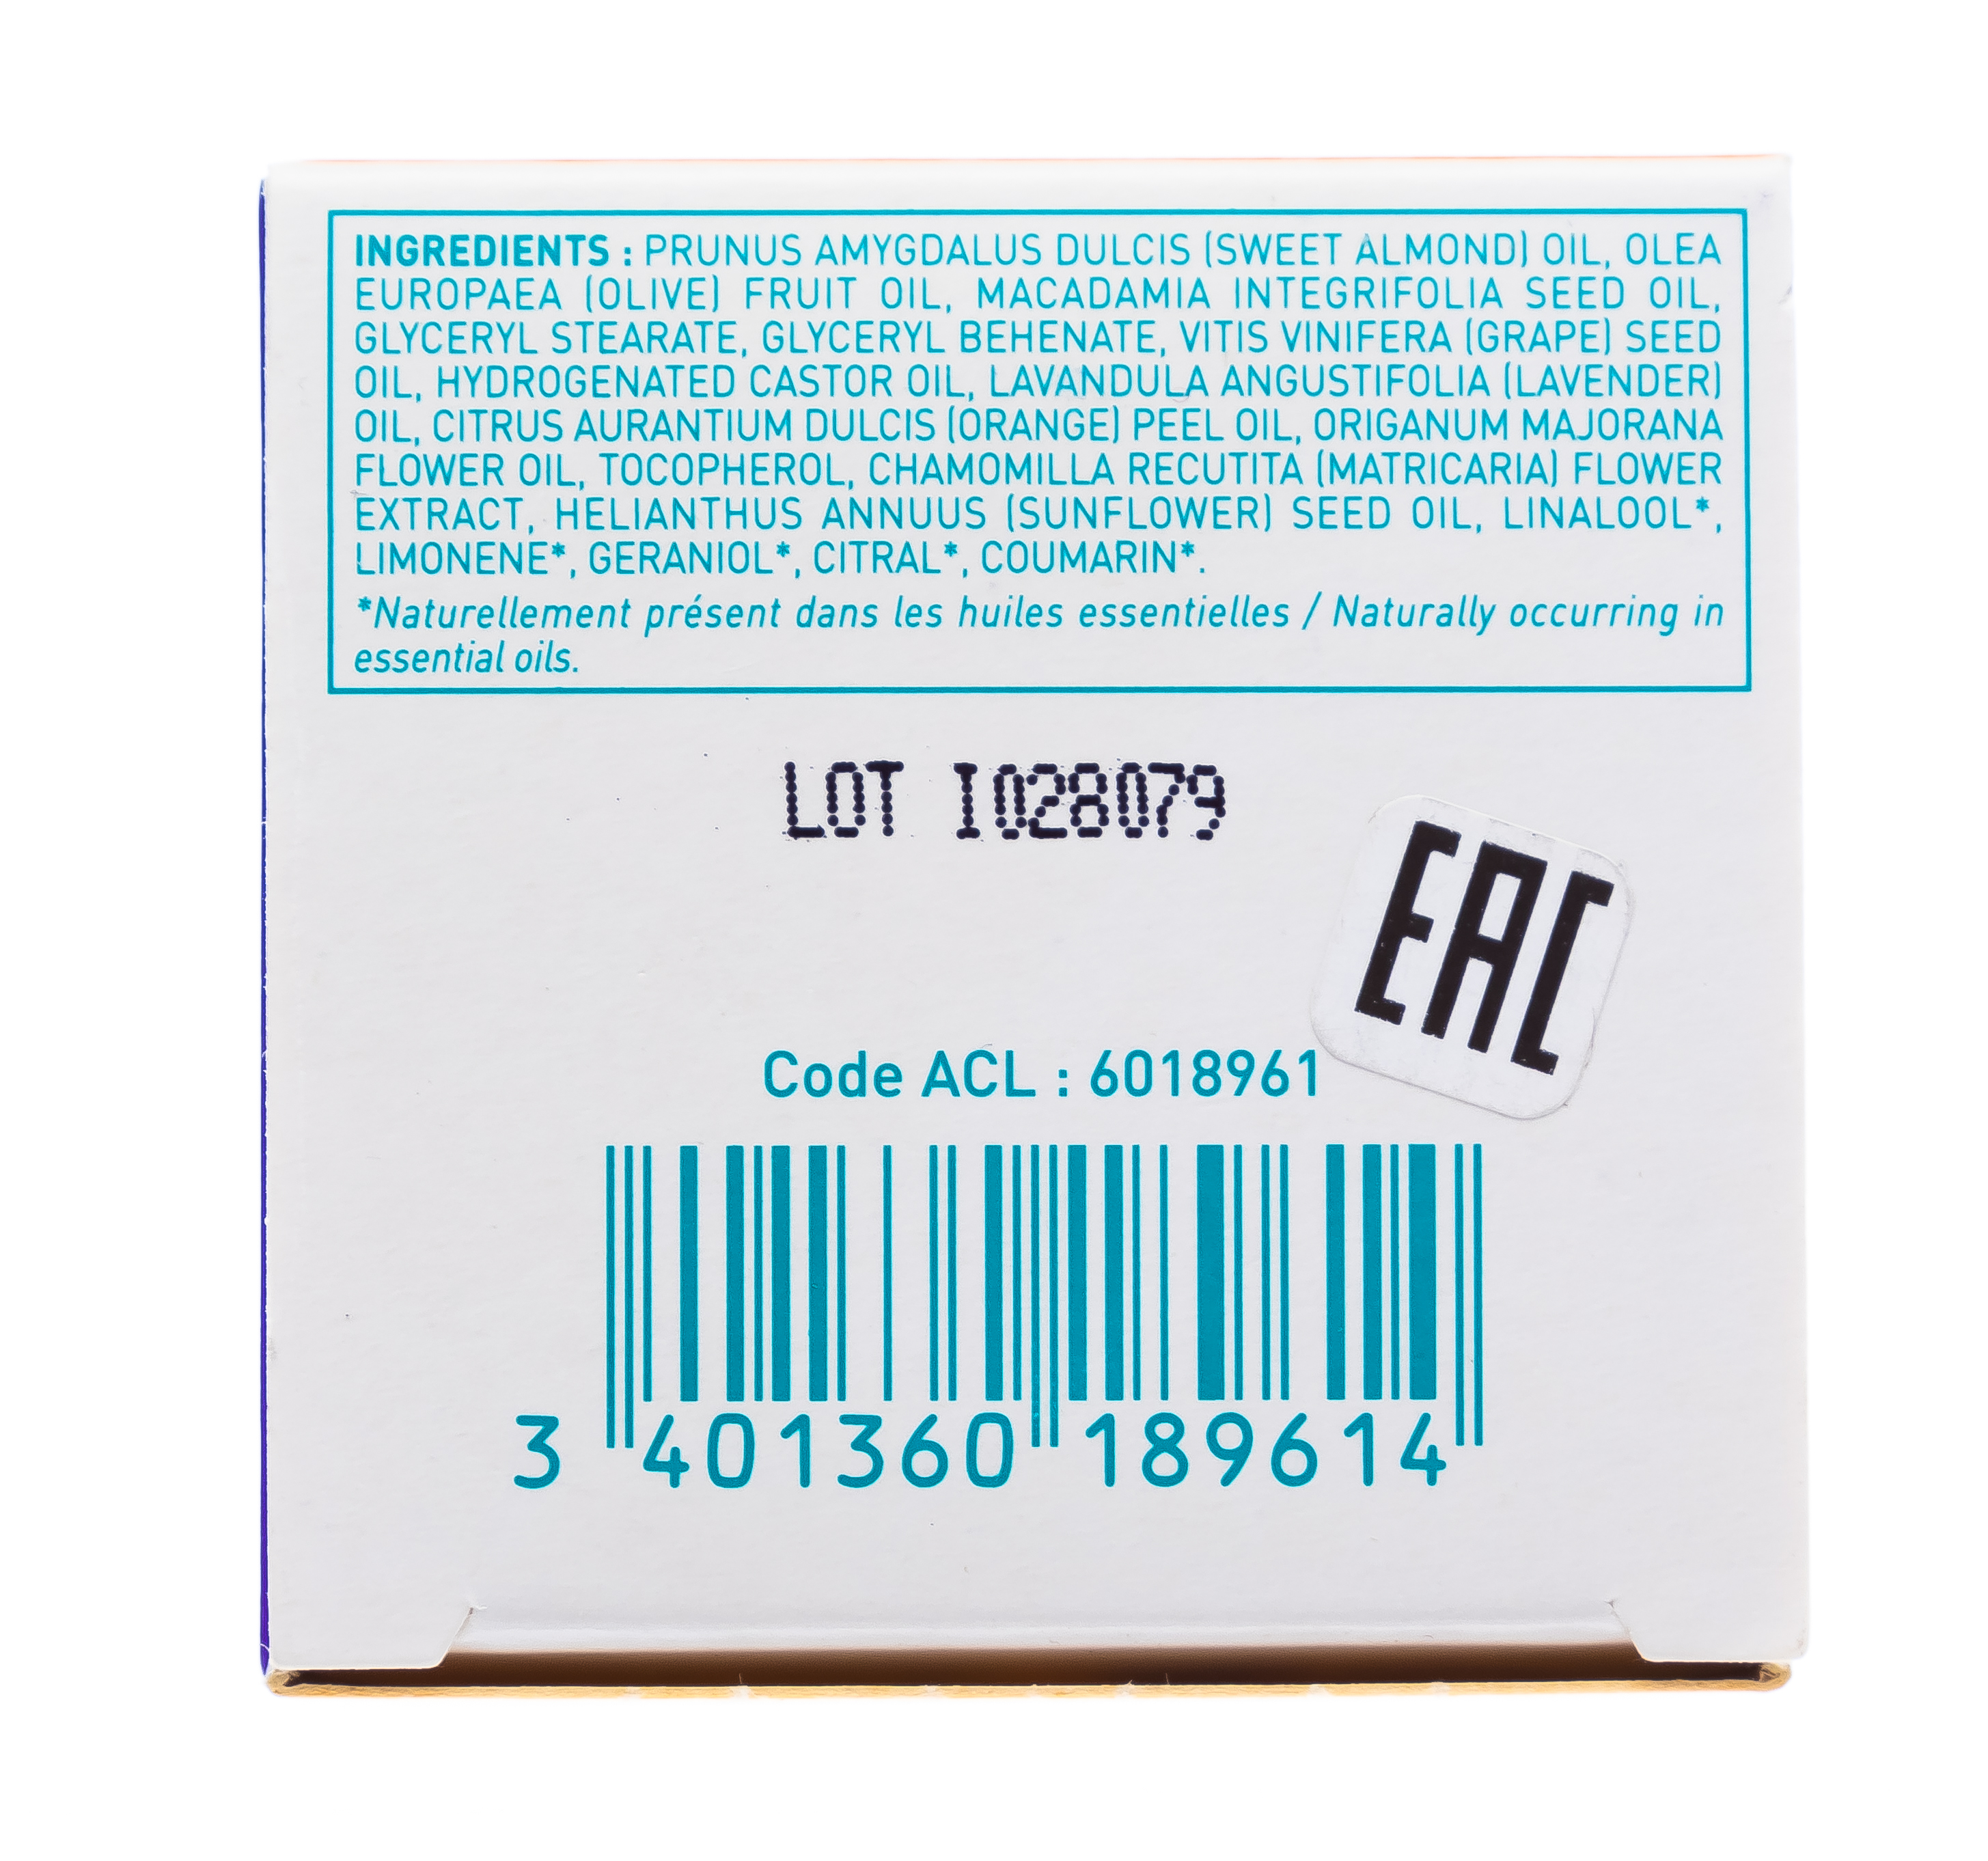 INGREDIENTS : PRUNUS AMYGDALUS DULCIS (SWEET ALMOND) OIL, OLEA
EUROPAEA (OLIVE) FRUIT OIL, MACADAMIA INTEGRIFOLIA SEED OIL,
GLYCERYL STEARATE, GLYCERYL BEHENATE, VITIS VINIFERA (GRAPE) SEED
OIL, HYDROGENATED CASTOR OIL, LAVANDULA ANGUSTIFOLIA (LAVENDER)
OIL, CITRUS AURANTIUM DULCIS (ORANGE) PEEL OIL, ORIGANUM MAJORANA
FLOWER OIL, TOCOPHEROL, CHAMOMILLA RECUTITA (MATRICARIA) FLOWER
EXTRACT, HELIANTHUS ANNUUS (SUNFLOWER) SEED OIL, LINALOOL*,
LIMONENE*, GERANIOL*, CITRAL*, COUMARIN*.
*Naturellement présent dans les huiles essentielles / Naturally occurring in
essential oils.
LOT I028079
EAC
Code ACL : 6018961
3 401360 189614